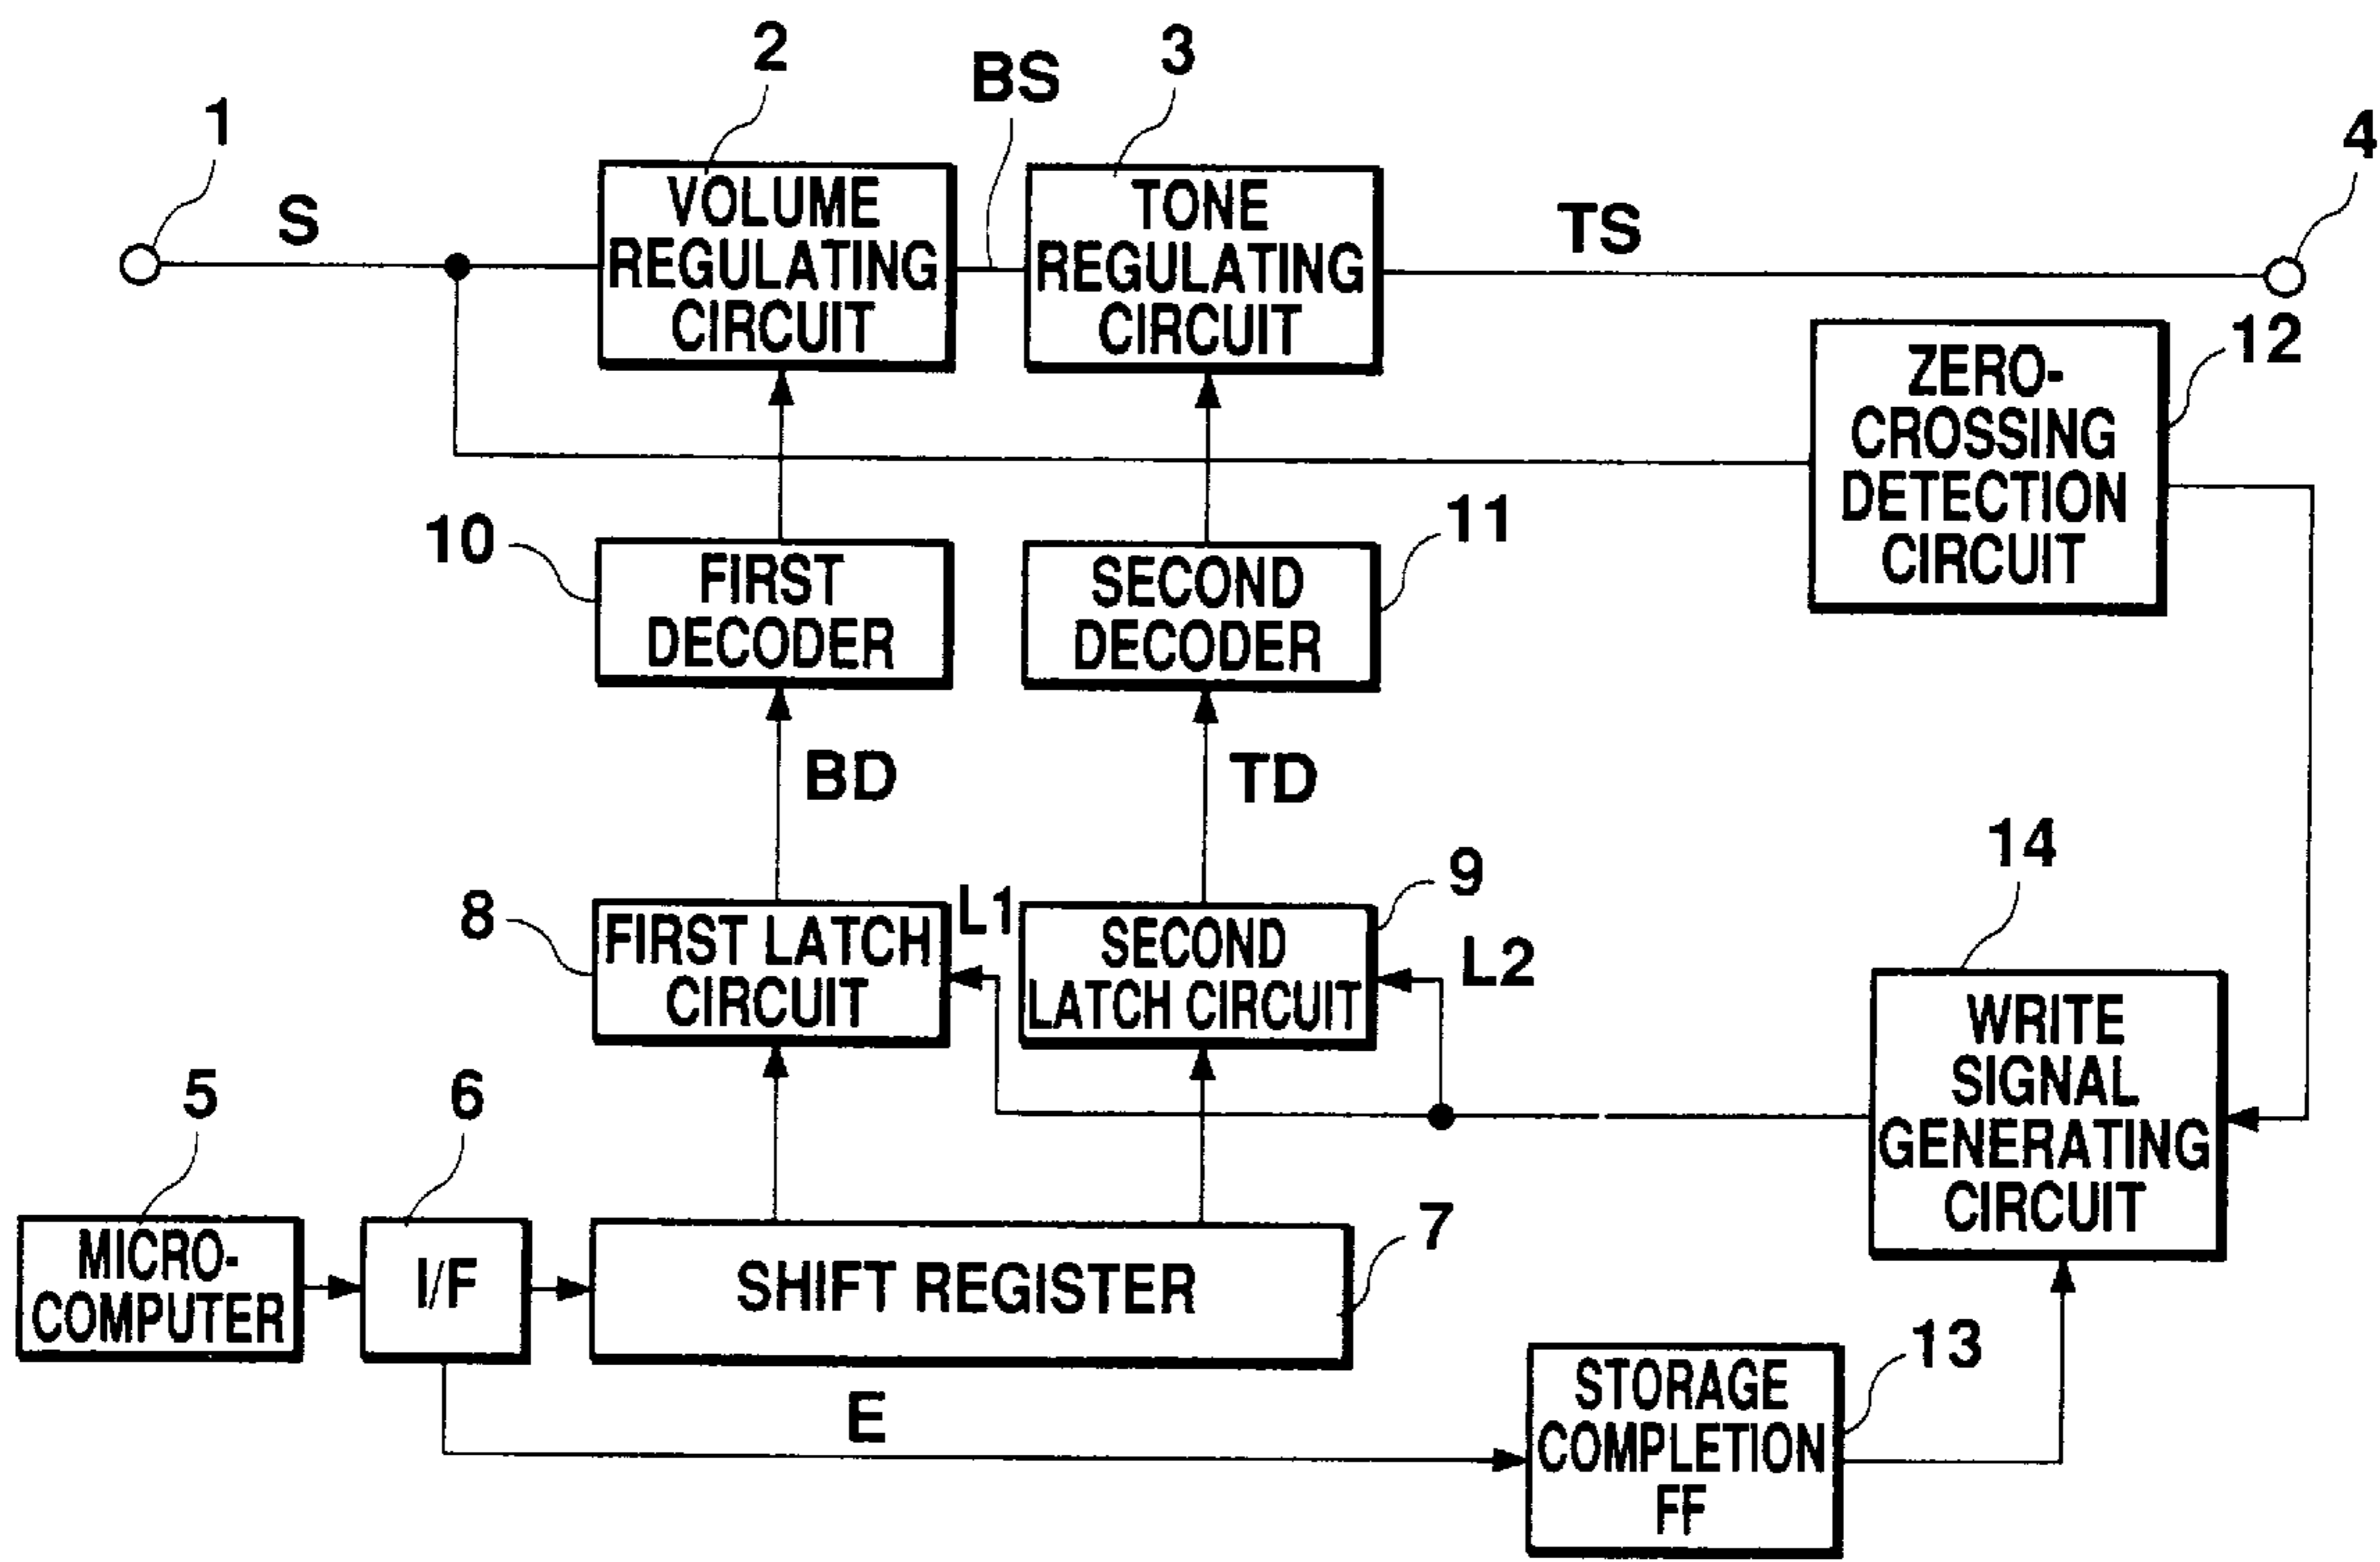 2
3
BS
1
4
S
VOLUME
REGULATING
CIRCUIT
TONE
REGULATING
CIRCUIT
TS
12
ZERO-
CROSSING
DETECTION
CIRCUIT
10
FIRST
DECODER
11
SECOND
DECODER
BD
TD
14
8
FIRST LATCH
CIRCUIT
L1
9
SECOND
LATCH CIRCUIT
L2
WRITE
SIGNAL
GENERATING
CIRCUIT
5
6
7
MICRO-
COMPUTER
I/F
SHIFT REGISTER
E
13
STORAGE
COMPLETION
FF